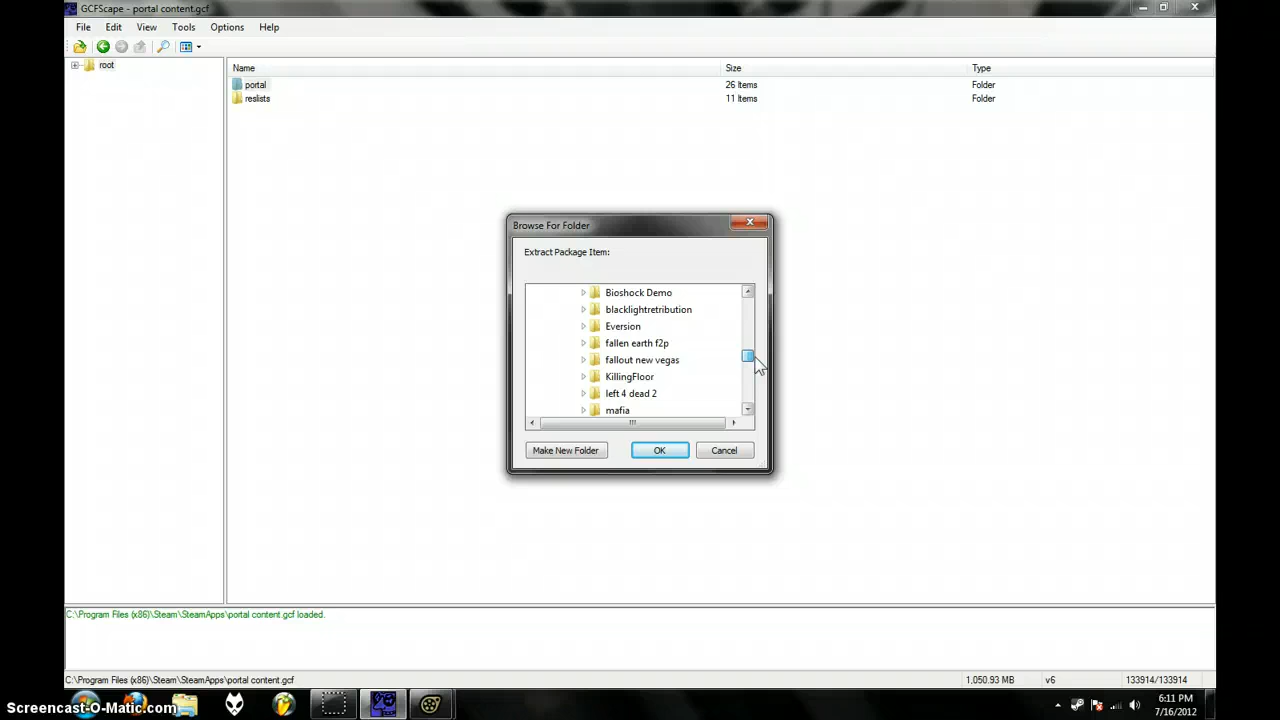 GCFScape - portal content.gcf
File Edit View Tools Options Help
root
Name Size Type
portal 26 Items Folder
reslists 11 Items Folder
Browse For Folder
Extract Package Item:
Bioshock Demo
blacklightretribution
Eversion
fallen earth f2p
fallout new vegas
KillingFloor
left 4 dead 2
mafia
Make New Folder OK Cancel
C:\Program Files (x86)\Steam\SteamApps\portal content.gcf loaded.
C:\Program Files (x86)\Steam\SteamApps\portal content.gcf 1,050.93 MB v6 133914/133914
6:11 PM
7/16/2012
Screencast-O-Matic.com